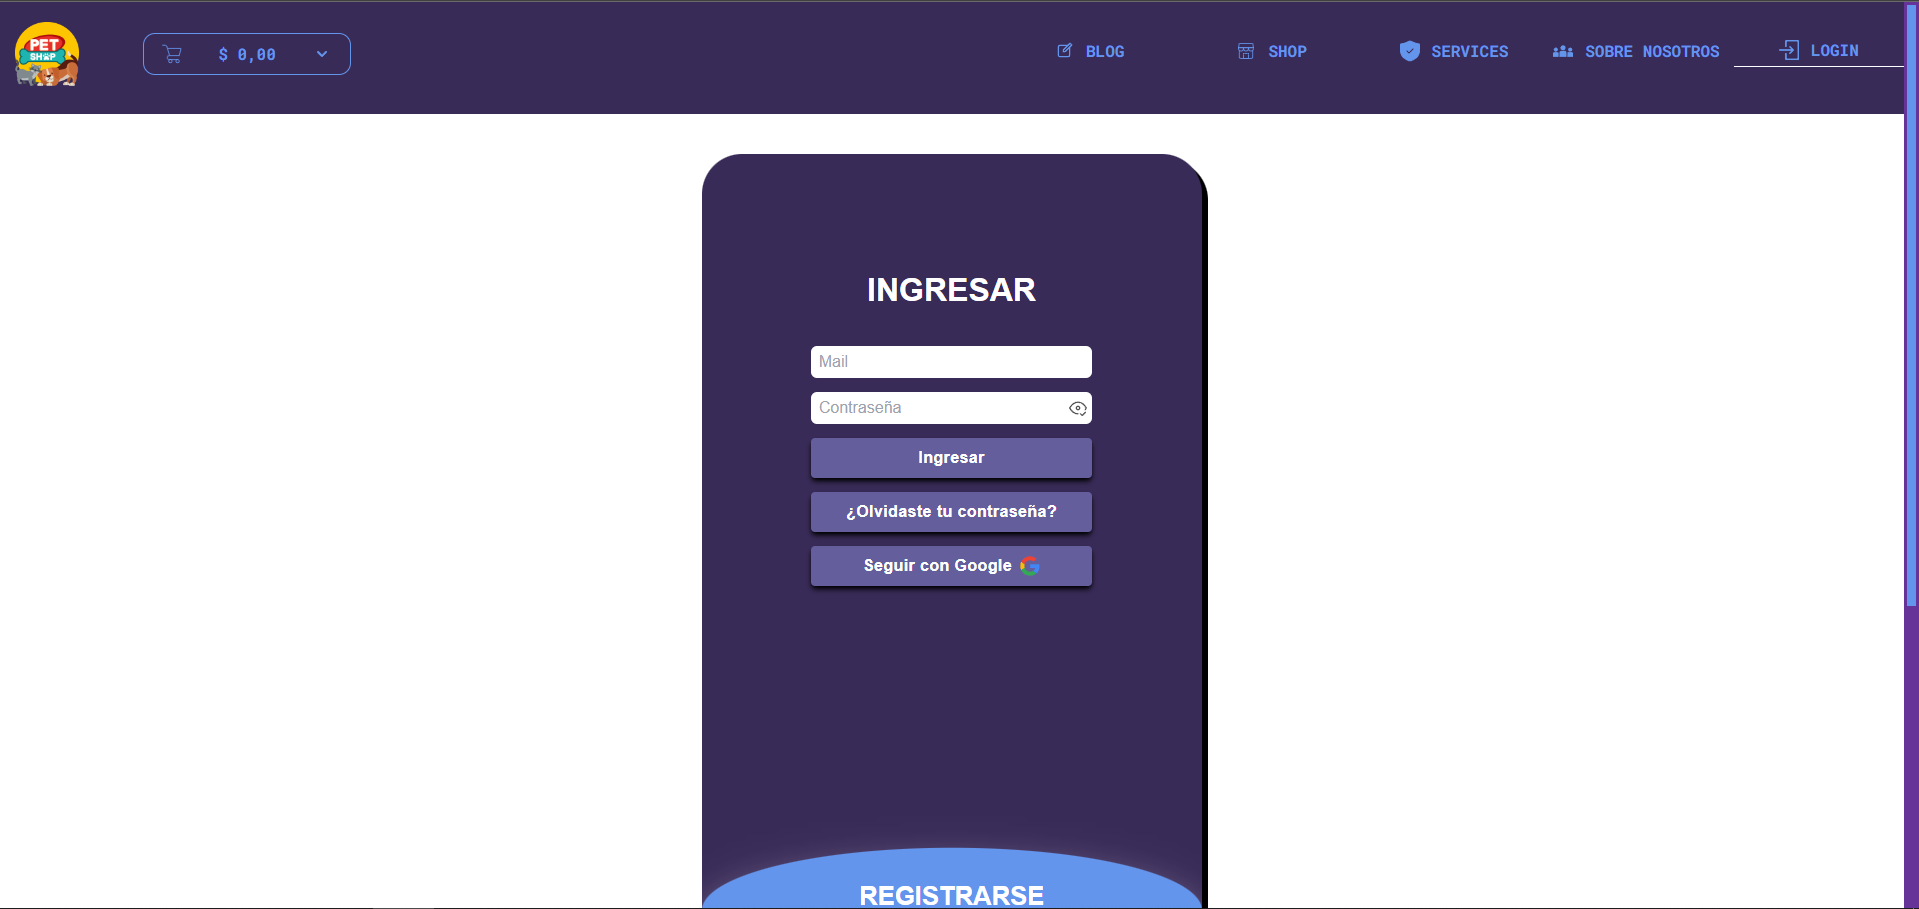 PET
SHOP
$ 0,00
BLOG
SHOP
SERVICES
SOBRE NOSOTROS
LOGIN
INGRESAR
Mail
Contraseña
Ingresar
¿Olvidaste tu contraseña?
Seguir con Google
REGISTRARSE